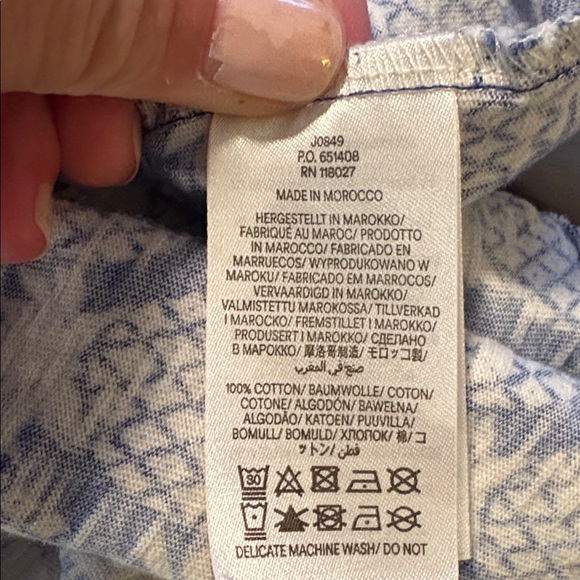 J0849
P.O. 651408
RN 118027
MADE IN MOROCCO
HERGESTELLT IN MAROKKO/
FABRIQUÉ AU MAROC/ PRODOTTO
IN MAROCCO/ FABRICADO EN
MARRUECOS/ WYPRODUKOWANO W
MAROKU/ FABRICADO EM MARROCOS/
VERVAARDIGD IN MAROKKO/
VALMISTETTU MAROKOSSA/ TILLVERKAD
I MAROCKO/ FREMSTILLET I MAROKKO/
PRODUSERT I MAROKKO/ СДЕЛАНО
В МАРОККО/ 摩洛哥制造/ モロッコ製/
صنع في المغرب
100% COTTON/ BAUMWOLLE/ COTON/
COTONE/ ALGODÓN/ BAWEŁNA/
ALGODÃO/ KATOEN/ PUUVILLA/
BOMULL/ BOMULD/ ХЛОПОК/ 棉/ コ
ットン/ قطن/
30
DELICATE MACHINE WASH/ DO NOT